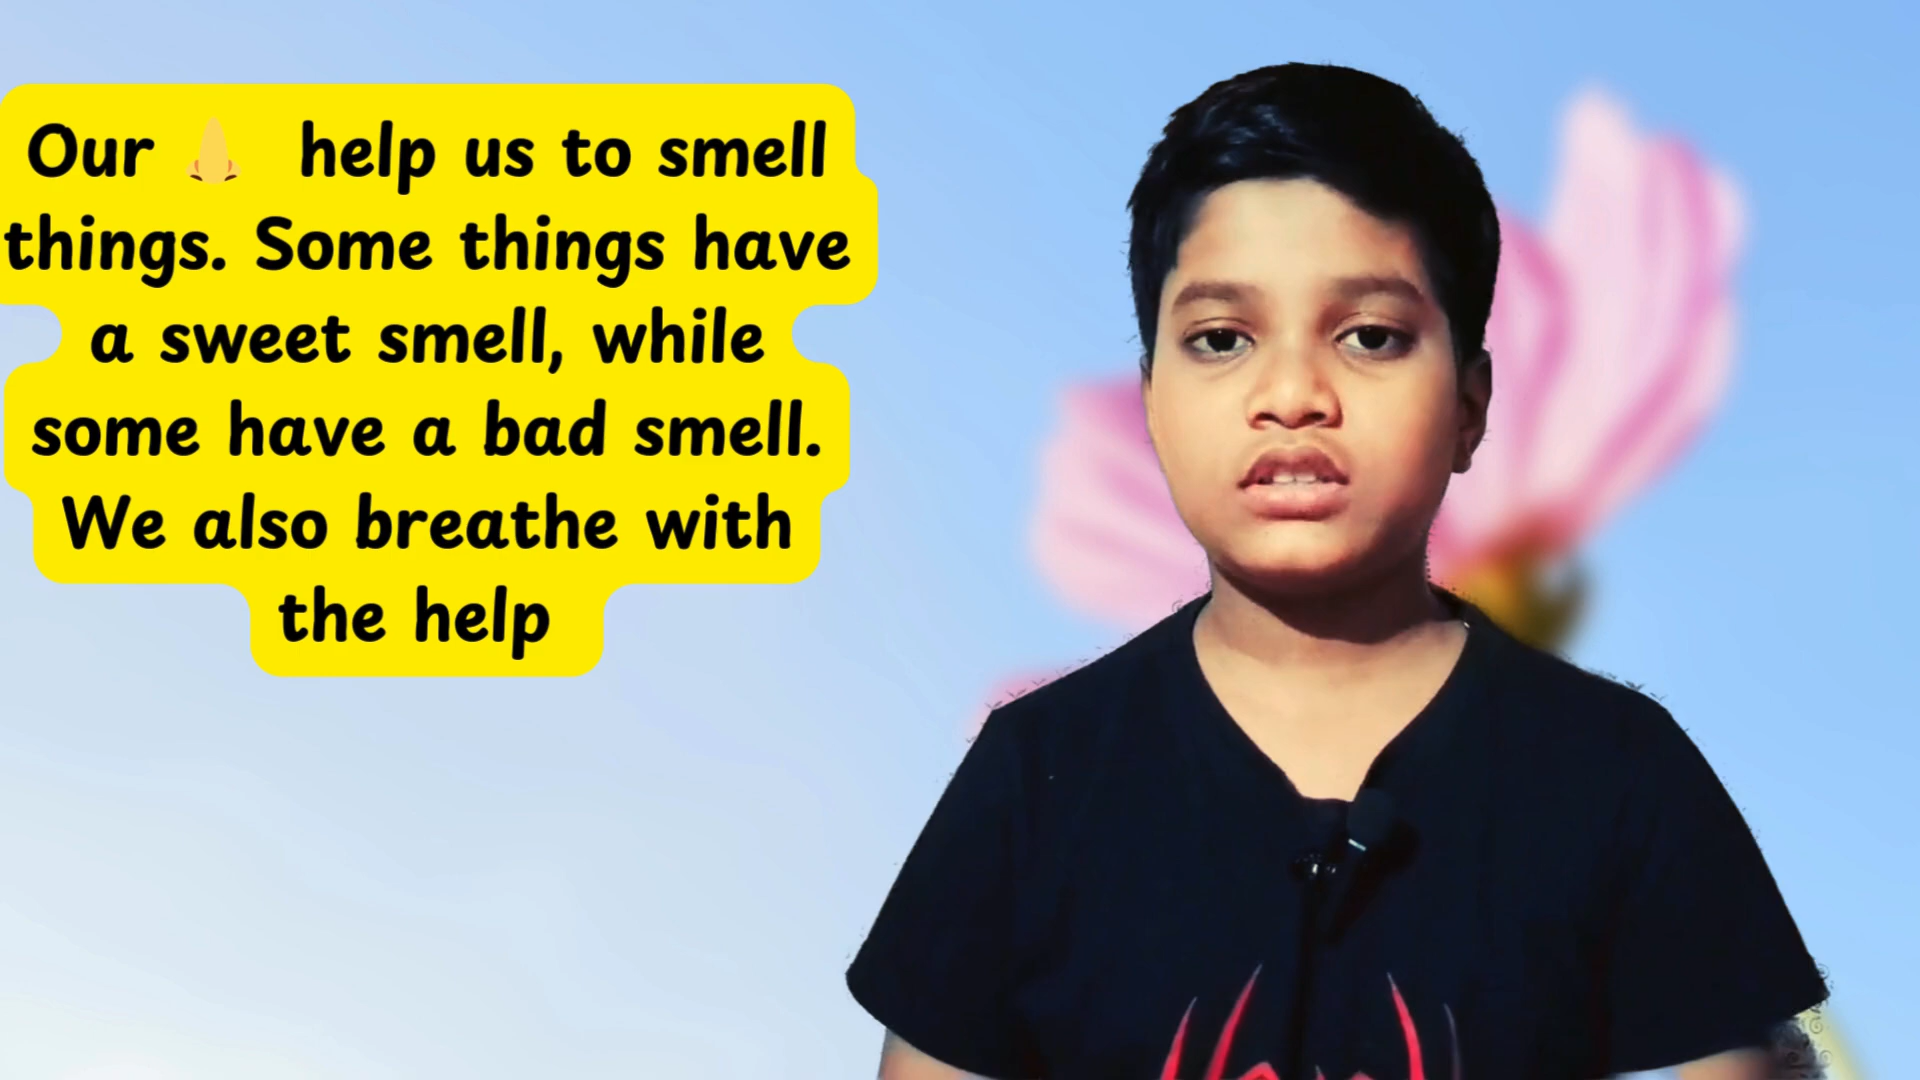 Our 👃 help us to smell
things. Some things have
a sweet smell, while
some have a bad smell.
We also breathe with
the help